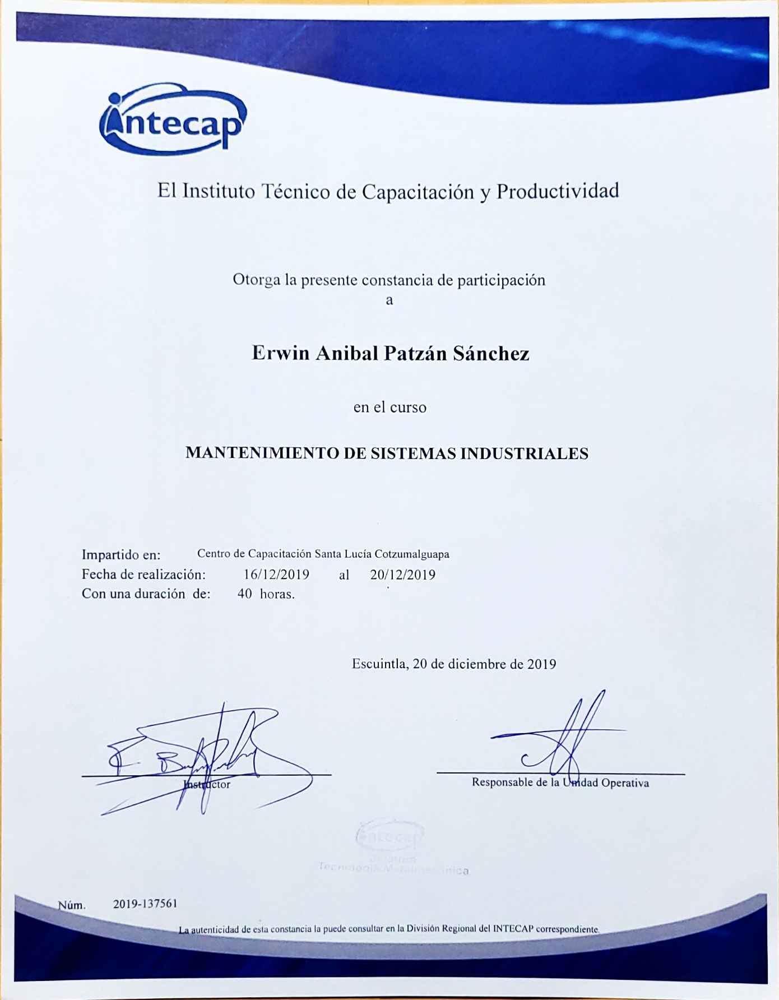 intecap
El Instituto Técnico de Capacitación y Productividad
Otorga la presente constancia de participación
a
Erwin Anibal Patzán Sánchez
en el curso
MANTENIMIENTO DE SISTEMAS INDUSTRIALES
Impartido en: Centro de Capacitación Santa Lucía Cotzumalguapa
Fecha de realización: 16/12/2019 al 20/12/2019
Con una duración de: 40 horas.
Escuintla, 20 de diciembre de 2019
Instructor
Responsable de la Unidad Operativa
intecap
Núm. 2019-137561
La autenticidad de esta constancia la puede consultar en la División Regional del INTECAP correspondiente.